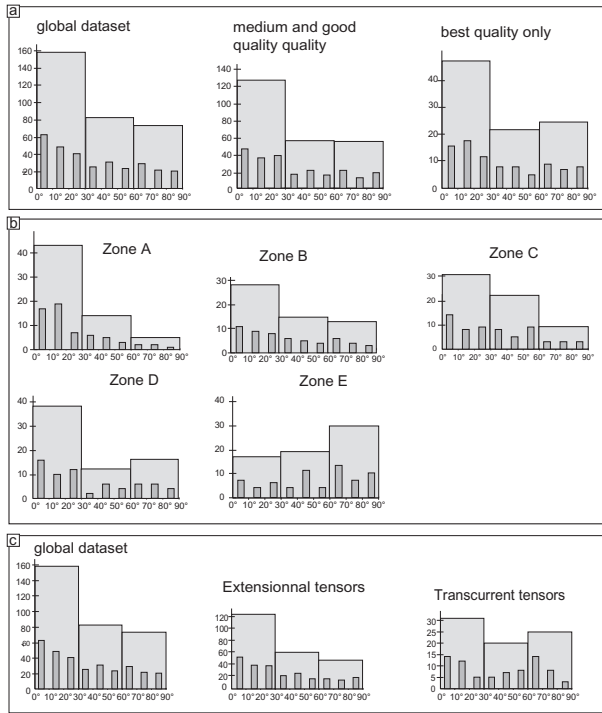 a
global dataset
160
140
120
100
80
60
40
20
0
0° 10° 20° 30° 40° 50° 60° 70° 80° 90°
medium and good
quality quality
140
120
100
80
60
40
20
0
0° 10° 20° 30° 40° 50° 60° 70° 80° 90°
best quality only
40
30
20
10
0
0° 10° 20° 30° 40° 50° 60° 70° 80° 90°
b
Zone A
40
30
20
10
0
0° 10° 20° 30° 40° 50° 60° 70° 80° 90°
Zone B
30
20
10
0
0° 10° 20° 30° 40° 50° 60° 70° 80° 90°
Zone C
30
20
10
0
0° 10° 20° 30° 40° 50° 60° 70° 80° 90°
Zone D
40
30
20
10
0
0° 10° 20° 30° 40° 50° 60° 70° 80° 90°
Zone E
40
30
20
10
0
0° 10° 20° 30° 40° 50° 60° 70° 80° 90°
c
global dataset
160
140
120
100
80
60
40
20
0
0° 10° 20° 30° 40° 50° 60° 70° 80° 90°
Extensionnal tensors
120
100
80
60
40
20
0
0° 10° 20° 30° 40° 50° 60° 70° 80° 90°
Transcurrent tensors
30
25
20
15
10
5
0
0° 10° 20° 30° 40° 50° 60° 70° 80° 90°